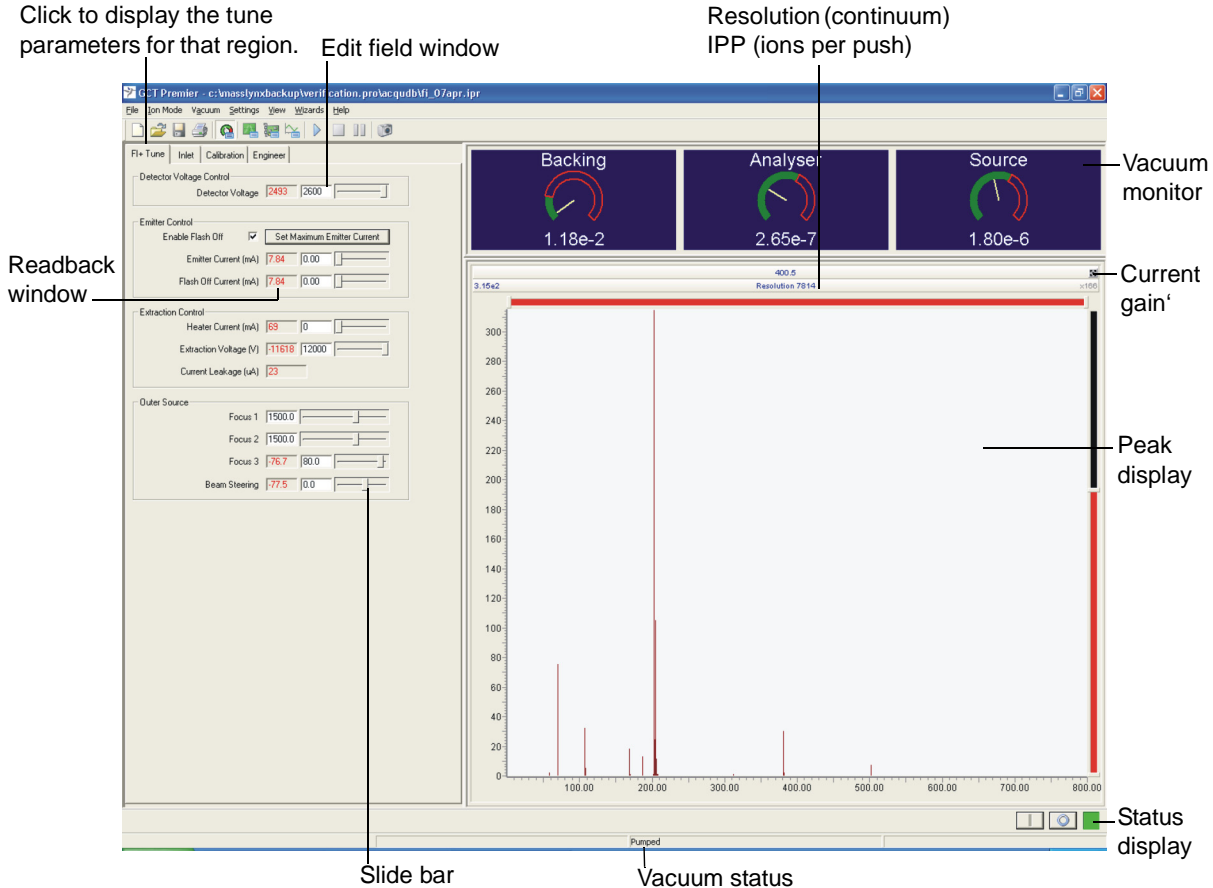 Click to display the tune
parameters for that region.
Edit field window
Resolution (continuum)
IPP (ions per push)
GCT Premier - c:\masslynxbackup\verification.pro\acqudb\fi_07apr.ipr
File Ion Mode Vacuum Settings View Wizards Help
FI+ Tune Inlet Calibration Engineer
Detector Voltage Control
Detector Voltage 2493 2600
Emitter Control
Enable Flash Off Set Maximum Emitter Current
Emitter Current (mA) 7.84 0.00
Flash Off Current (mA) 7.84 0.00
Extraction Control
Heater Current (mA) 69 0
Extraction Voltage (V) -11618 12000
Current Leakage (uA) 23
Outer Source
Focus 1 1500.0
Focus 2 1500.0
Focus 3 -76.7 80.0
Beam Steering -77.5 0.0
Readback
window
Backing Analyser Source
1.18e-2 2.65e-7 1.80e-6
Vacuum
monitor
400.5
3.15e2 Resolution 7814 x166
Current
gain‘
300
280
260
240
220
200
180
160
140
120
100
80
60
40
20
0
100.00 200.00 300.00 400.00 500.00 600.00 700.00 800.00
Peak
display
Status
display
Pumped
Slide bar
Vacuum status